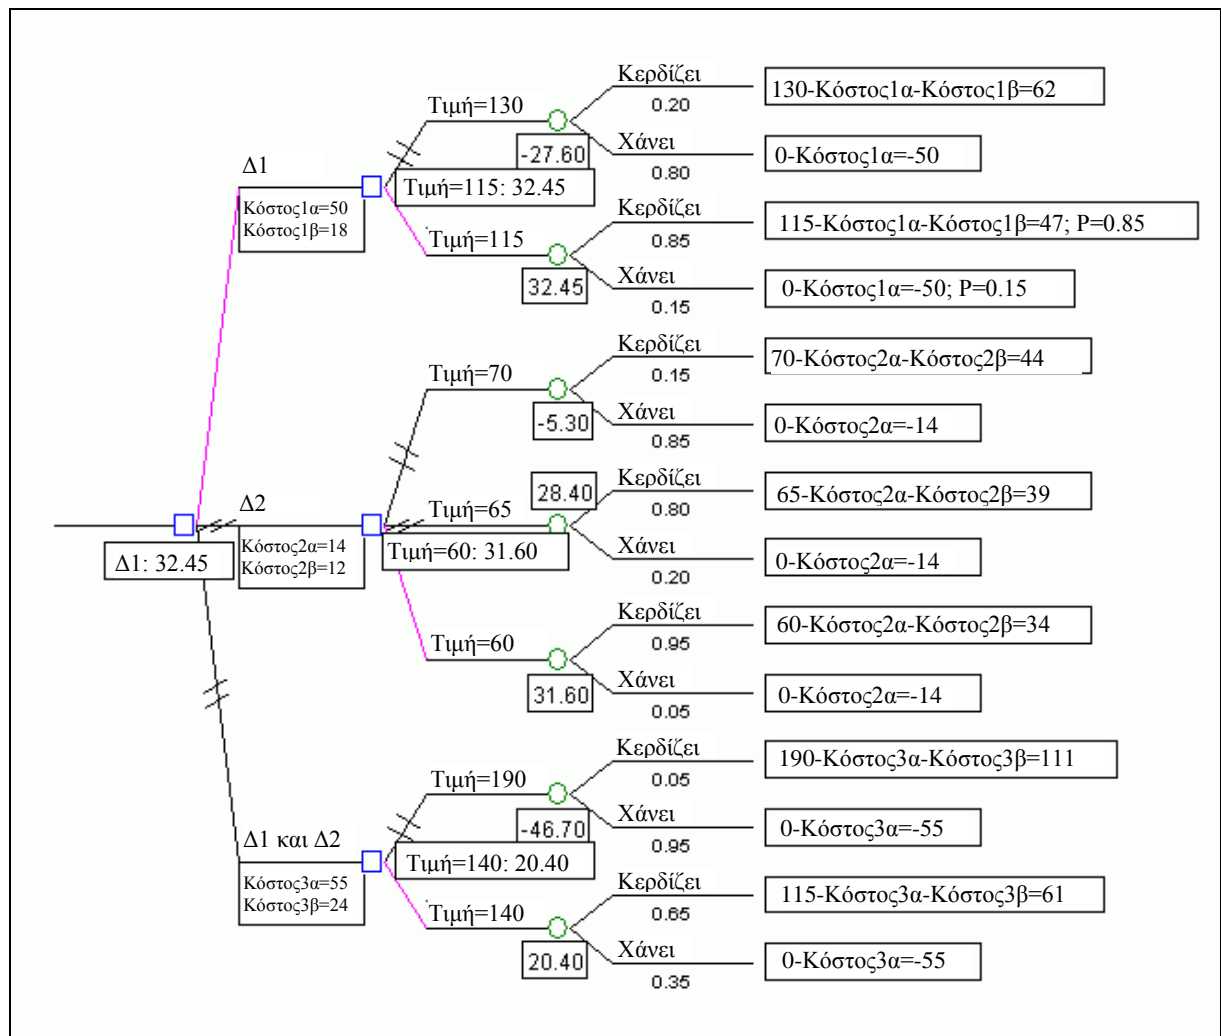 Κερδίζει
0.20
130-Κόστος1α-Κόστος1β=62
Τιμή=130
-27.60
Χάνει
0.80
0-Κόστος1α=-50
Δ1
Κόστος1α=50
Κόστος1β=18
Τιμή=115: 32.45
Κερδίζει
0.85
115-Κόστος1α-Κόστος1β=47; P=0.85
Τιμή=115
32.45
Χάνει
0.15
0-Κόστος1α=-50; P=0.15
Κερδίζει
0.15
70-Κόστος2α-Κόστος2β=44
Τιμή=70
-5.30
Χάνει
0.85
0-Κόστος2α=-14
28.40
Κερδίζει
0.80
65-Κόστος2α-Κόστος2β=39
Δ2
Τιμή=65
Δ1: 32.45
Κόστος2α=14
Κόστος2β=12
Τιμή=60: 31.60
Χάνει
0.20
0-Κόστος2α=-14
Κερδίζει
0.95
60-Κόστος2α-Κόστος2β=34
Τιμή=60
31.60
Χάνει
0.05
0-Κόστος2α=-14
Κερδίζει
0.05
190-Κόστος3α-Κόστος3β=111
Τιμή=190
-46.70
Χάνει
0.95
0-Κόστος3α=-55
Δ1 και Δ2
Κόστος3α=55
Κόστος3β=24
Τιμή=140: 20.40
Κερδίζει
0.65
115-Κόστος3α-Κόστος3β=61
Τιμή=140
20.40
Χάνει
0.35
0-Κόστος3α=-55